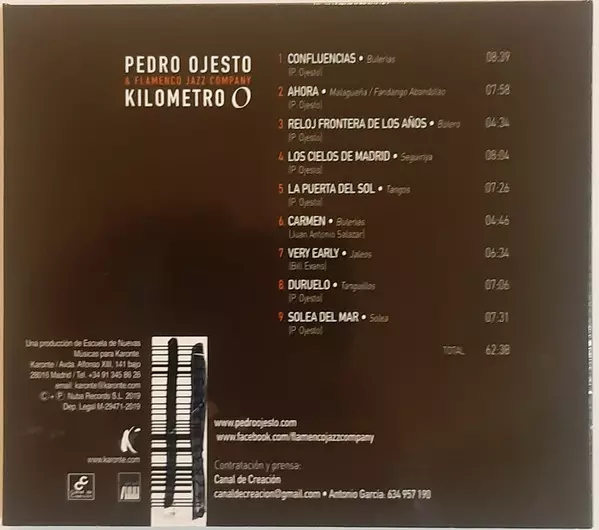 PEDRO OJESTO
& FLAMENCO JAZZ COMPANY
KILOMETRO 0
1 CONFLUENCIAS • Bulerías 08:39
(P. Ojesto)
2 AHORA • Malagueña / Fandango Abandolao 07:58
(P. Ojesto)
3 RELOJ FRONTERA DE LOS AÑOS • Bolero 04:34
(P. Ojesto)
4 LOS CIELOS DE MADRID • Seguiriya 08:04
(P. Ojesto)
5 LA PUERTA DEL SOL • Tangos 07:26
(P. Ojesto)
6 CARMEN • Bulerías 04:46
(Juan Antonio Salazar)
7 VERY EARLY • Jaleos 06:34
(Bill Evans)
8 DURUELO • Tanguillos 07:06
(P. Ojesto)
9 SOLEA DEL MAR • Solea 07:31
(P. Ojesto)
TOTAL 62:38
Una producción de Escuela de Nuevas
Músicas para Karonte.
Karonte / Avda. Alfonso XIII, 141 bajo
28016 Madrid / Tel. +34 91 345 86 26
email: karonte@karonte.com
C + P Nuba Records S.L. 2019
Dep. Legal M-29471-2019
www.karonte.com
www.pedroojesto.com
www.facebook.com/flamencojazzcompany
Contratación y prensa:
Canal de Creación
canaldecreacion@gmail.com • Antonio García: 634 957 190